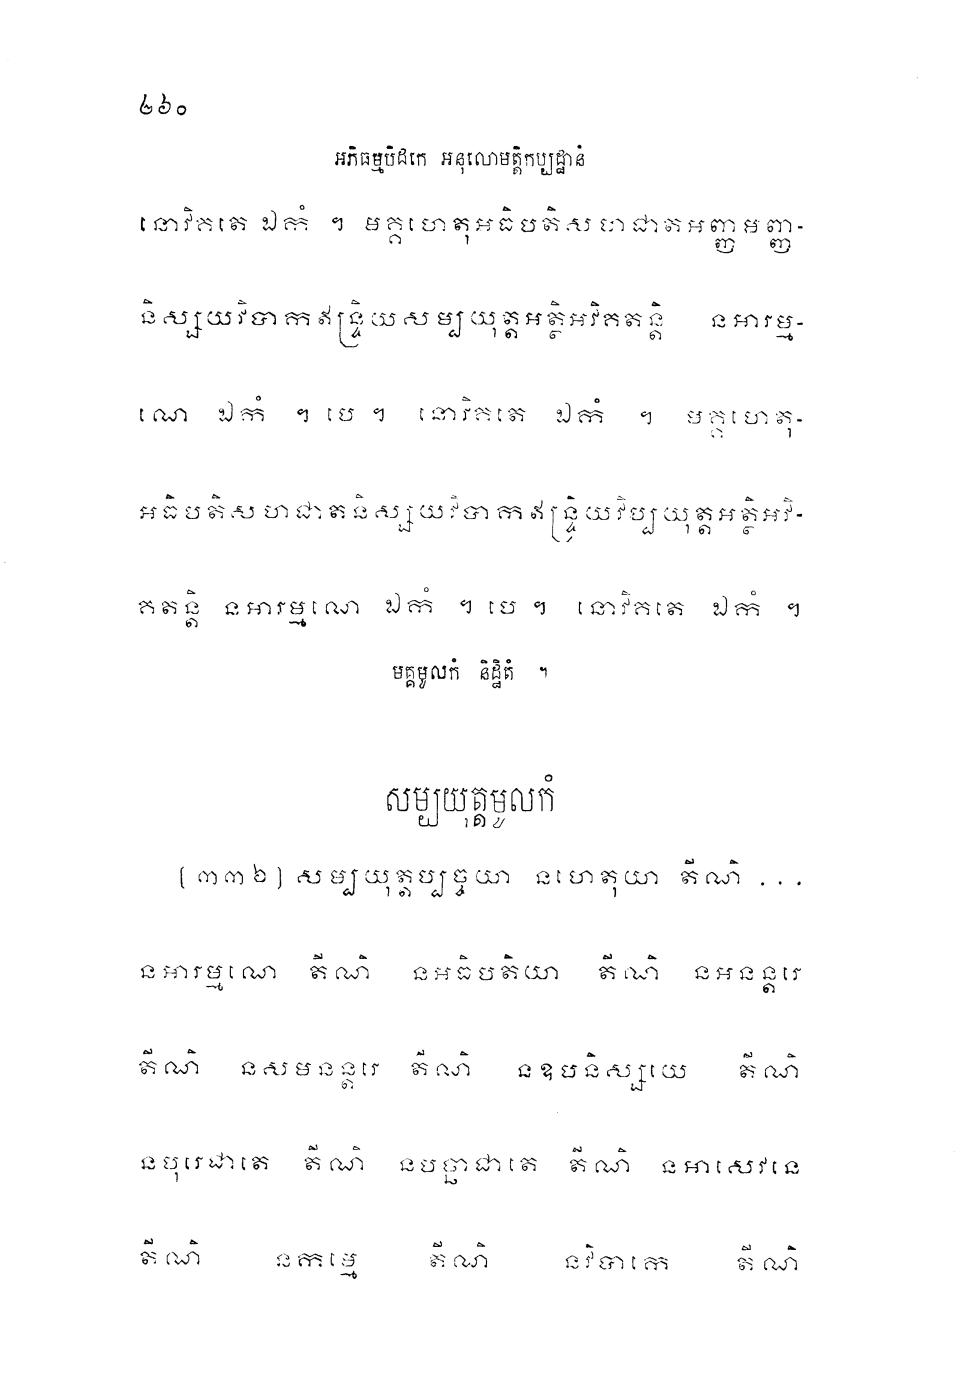 ៤៦០
អភិធម្មបិដកេ អនុលោមត្តិកប្បដ្ឋានំ
នោវិគតេ ឯកំ ។ មគ្គហេតុអធិបតិសហជាតអញ្ញមញ្ញ-
និស្សយវិបាកឥន្ទ្រិយសម្បយុត្តអត្ថិអវិគតន្តិ នអារម្ម-
ណេ ឯកំ ។ បេ ។ នោវិគតេ ឯកំ ។ មគ្គហេតុ-
អធិបតិសហជាតនិស្សយវិបាកឥន្ទ្រិយវិប្បយុត្តអត្ថិអវិ-
គតន្តិ នអារម្មណេ ឯកំ ។ បេ ។ នោវិគតេ ឯកំ ។
មគ្គមូលកំ និដ្ឋិតំ ។
សម្បយុត្តមូលកំ
(៣៣៦) សម្បយុត្តប្បច្ចយា នហេតុយា តីណិ ...
នអារម្មណេ តីណិ នអធិបតិយា តីណិ នអនន្តរេ
តីណិ នសមនន្តរេ តីណិ នឧបនិស្សយេ តីណិ
នបុរេជាតេ តីណិ នបច្ឆាជាតេ តីណិ នអាសេវនេ
តីណិ នកម្មេ តីណិ នវិបាកេ តីណិ